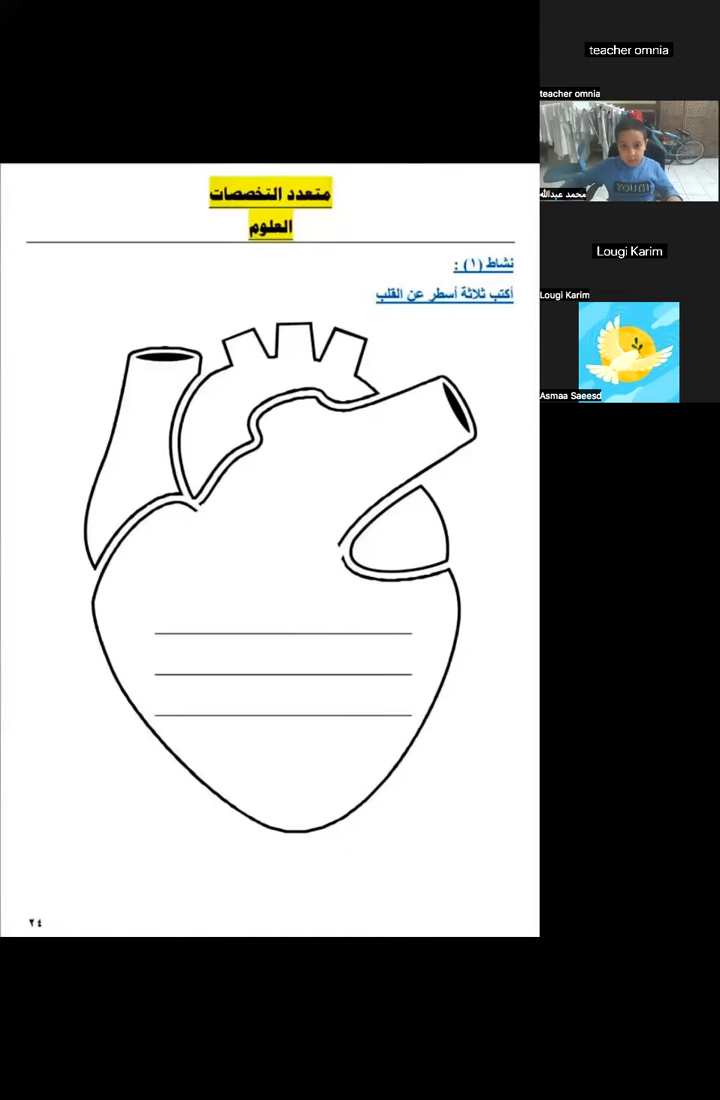 متعدد التخصصات
العلوم
نشاط (١) :
أكتب ثلاثة أسطر عن القلب
٢٤
teacher omnia
teacher omnia
YOUTH
محمد عبدالله
Lougi Karim
Lougi Karim
Asmaa Saeesd